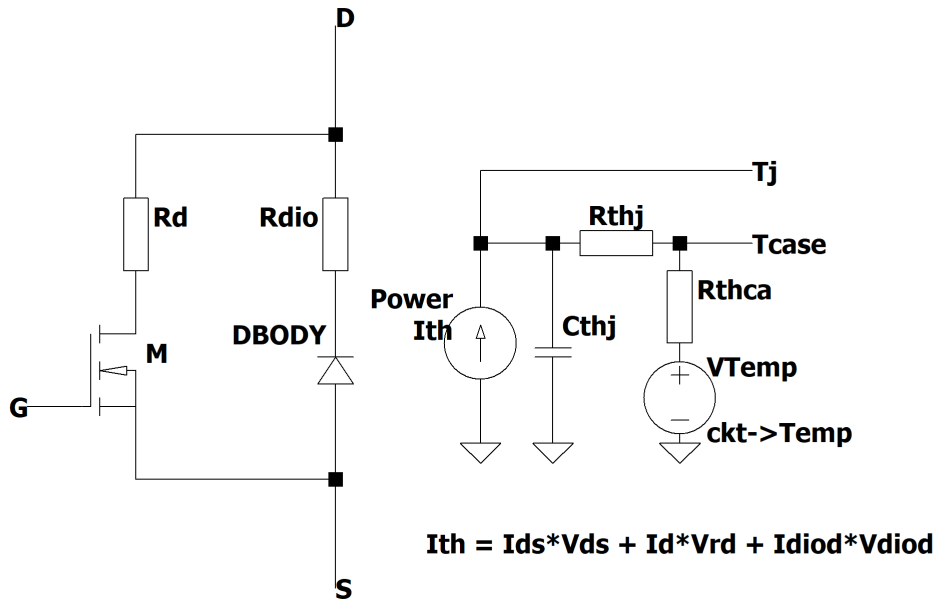 D
Rd
Rdio
DBODY
M
G
S
Tj
Rthj
Tcase
Rthca
Power
Ith
Cthj
VTemp
ckt->Temp
Ith = Ids*Vds + Id*Vrd + Idiod*Vdiod